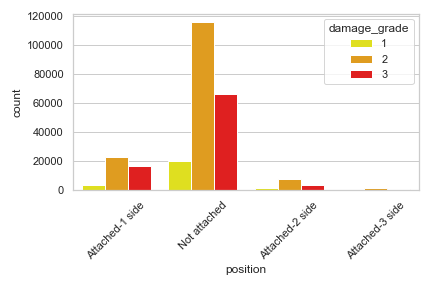 damage_grade
1
2
3
120000
100000
80000
60000
40000
20000
0
count
Attached-1 side
Not attached
Attached-2 side
Attached-3 side
position